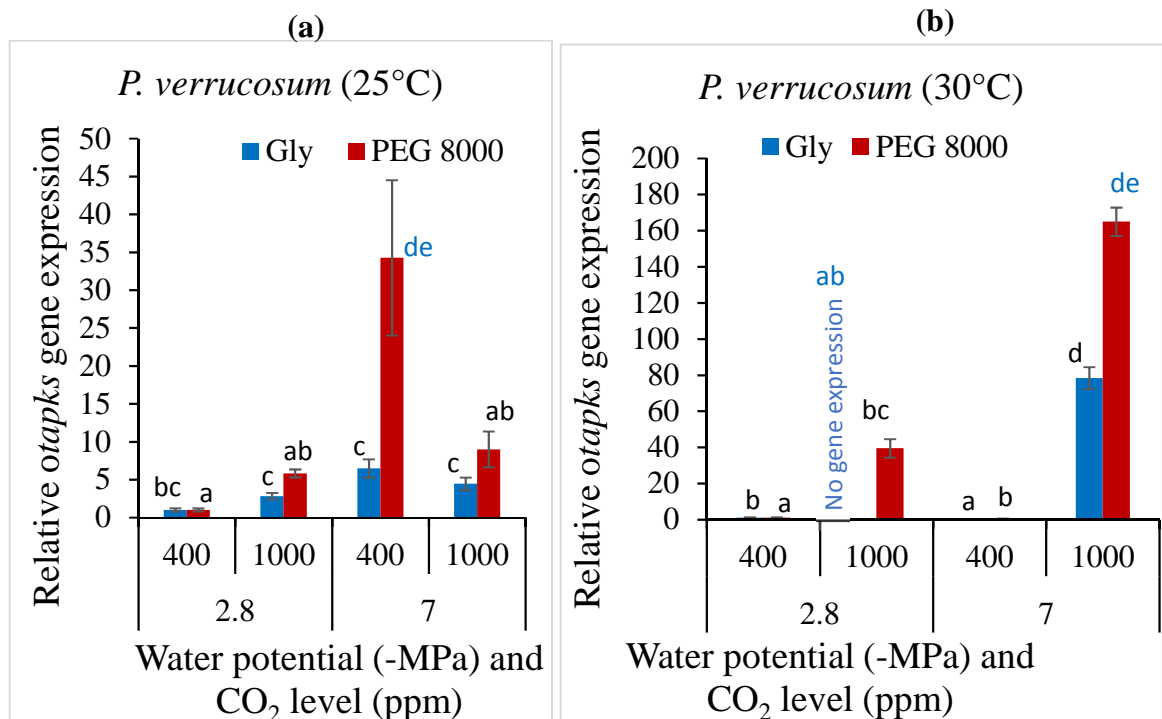 (a)
P. verrucosum (25°C)
Relative otapks gene expression
50
45
40
35
30
25
20
15
10
5
0
Gly PEG 8000
bc a c ab c de c ab
400 1000 400 1000
2.8 7
Water potential (-MPa) and
CO₂ level (ppm)
(b)
P. verrucosum (30°C)
Relative otapks gene expression
200
180
160
140
120
100
80
60
40
20
0
Gly PEG 8000
b a ab bc a b d de
No gene expression
400 1000 400 1000
2.8 7
Water potential (-MPa) and
CO₂ level (ppm)